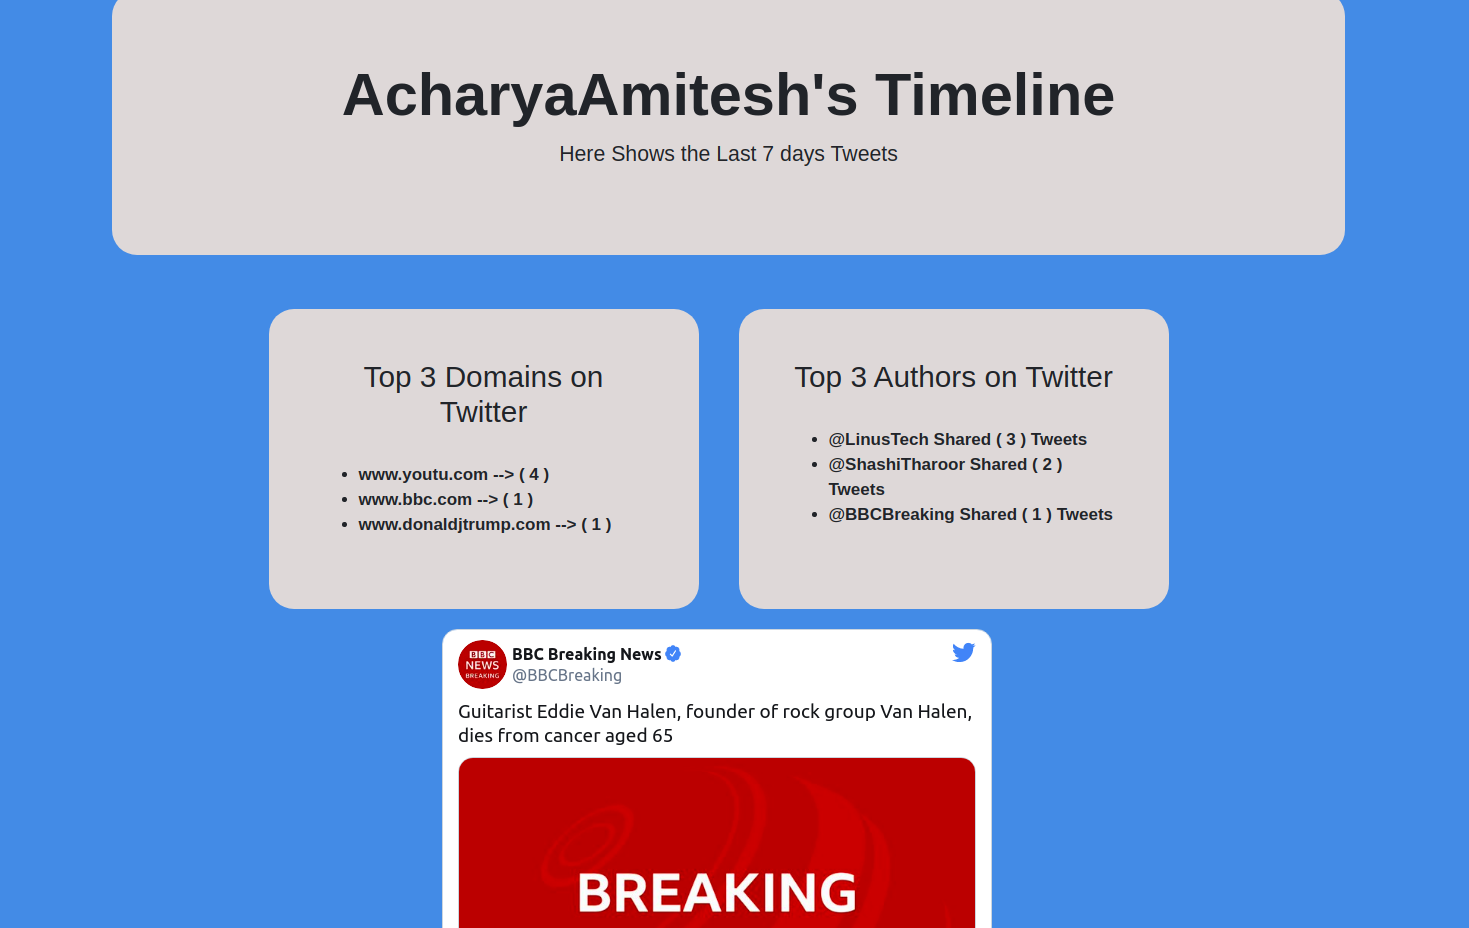 AcharyaAmitesh's Timeline
Here Shows the Last 7 days Tweets
Top 3 Domains on
Twitter
www.youtu.com --> ( 4 )
www.bbc.com --> ( 1 )
www.donaldjtrump.com --> ( 1 )
Top 3 Authors on Twitter
@LinusTech Shared ( 3 ) Tweets
@ShashiTharoor Shared ( 2 )
Tweets
@BBCBreaking Shared ( 1 ) Tweets
BBC
NEWS
BREAKING
BBC Breaking News
@BBCBreaking
Guitarist Eddie Van Halen, founder of rock group Van Halen,
dies from cancer aged 65
BREAKING